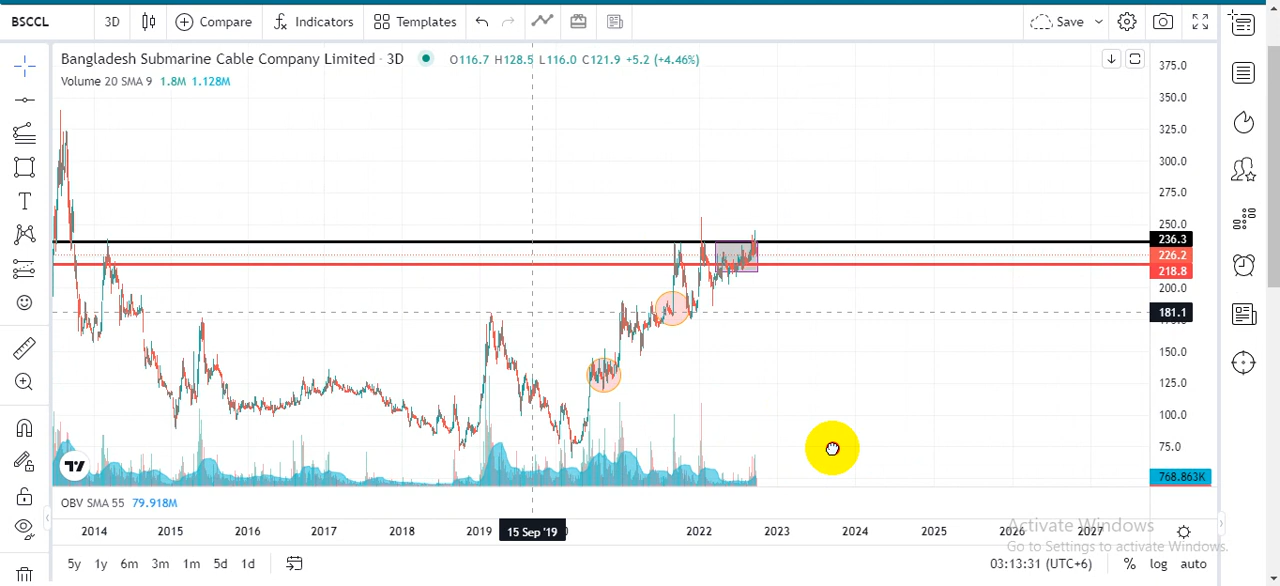 BSCCL 3D Compare Indicators Templates Save
Bangladesh Submarine Cable Company Limited · 3D O116.7 H128.5 L116.0 C121.9 +5.2 (+4.46%)
Volume 20 SMA 9 1.8M 1.128M
375.0
350.0
325.0
300.0
275.0
250.0
236.3
226.2
218.8
200.0
181.1
150.0
125.0
100.0
75.0
768.863K
OBV SMA 55 79.918M
2014 2015 2016 2017 2018 2019 15 Sep '19 2022 2023 2024 2025 2026 2027
Activate Windows
Go to Settings to activate Windows.
5y 1y 6m 3m 1m 5d 1d 03:13:31 (UTC+6) % log auto